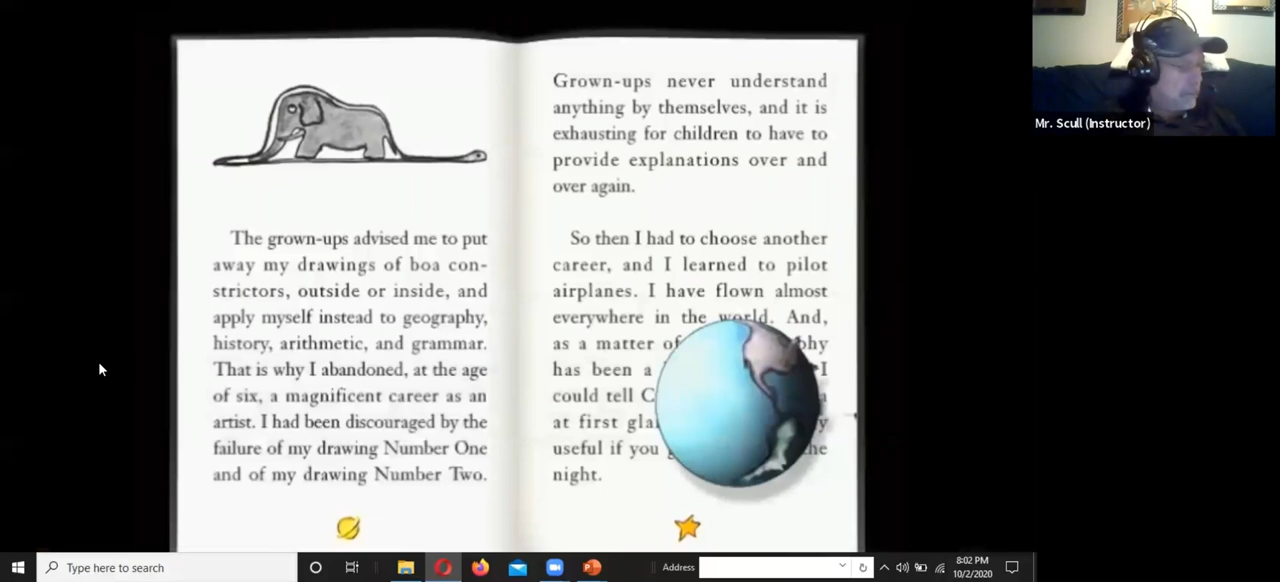 The grown-ups advised me to put
away my drawings of boa con-
strictors, outside or inside, and
apply myself instead to geography,
history, arithmetic, and grammar.
That is why I abandoned, at the age
of six, a magnificent career as an
artist. I had been discouraged by the
failure of my drawing Number One
and of my drawing Number Two.
Grown-ups never understand
anything by themselves, and it is
exhausting for children to have to
provide explanations over and
over again.
So then I had to choose another
career, and I learned to pilot
airplanes. I have flown almost
everywhere in the world. And,
as a matter of
has been a I
could tell
at first
useful if you
night.
Mr. Scull (Instructor)
Type here to search
Address
8:02 PM
10/2/2020